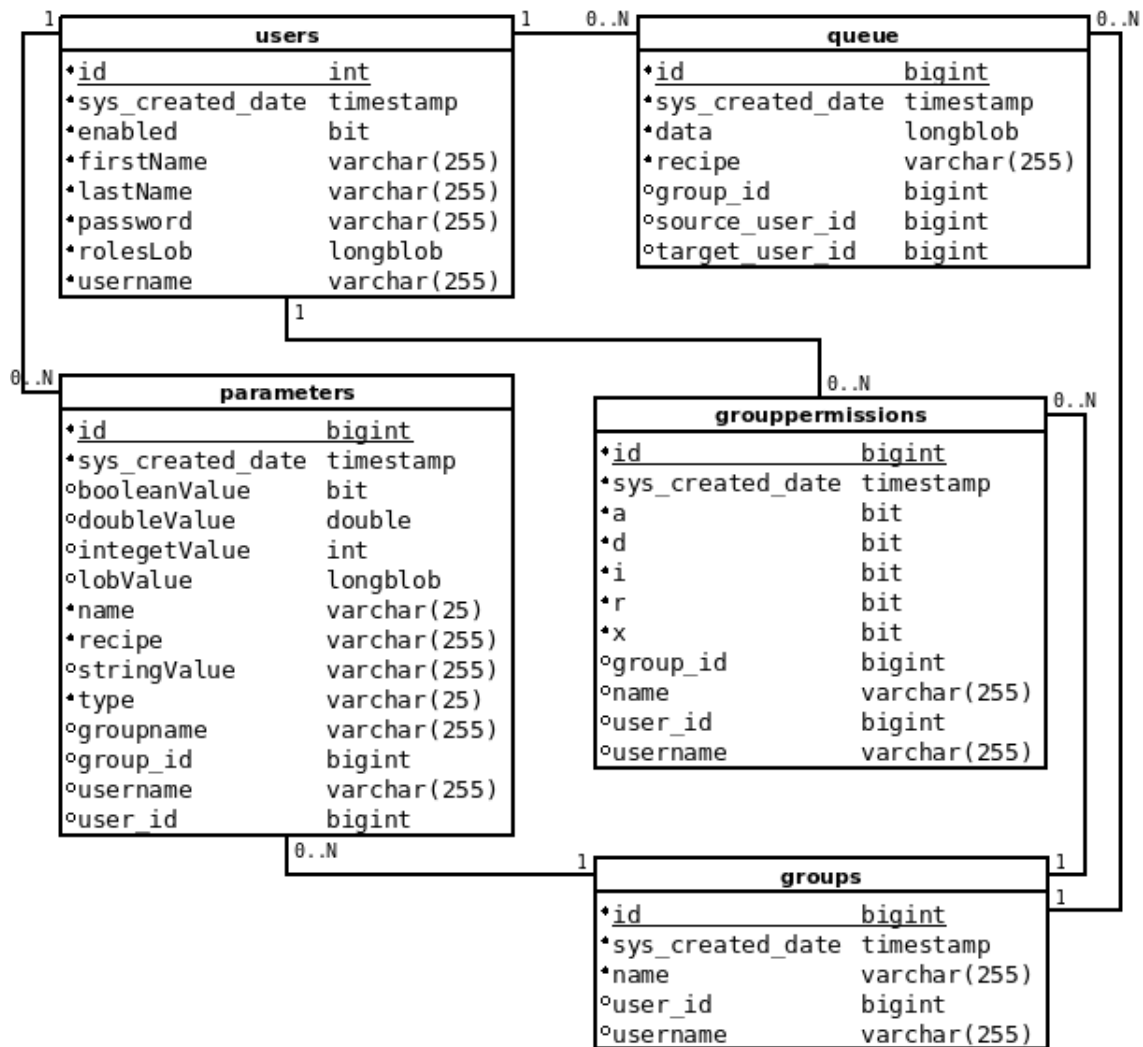 1
1
0..N
0..N
users
id int
sys_created_date timestamp
enabled bit
firstName varchar(255)
lastName varchar(255)
password varchar(255)
rolesLob longblob
username varchar(255)
queue
id bigint
sys_created_date timestamp
data longblob
recipe varchar(255)
group_id bigint
source_user_id bigint
target_user_id bigint
1
0..N
0..N
0..N
parameters
id bigint
sys_created_date timestamp
booleanValue bit
doubleValue double
integetValue int
lobValue longblob
name varchar(25)
recipe varchar(255)
stringValue varchar(255)
type varchar(25)
groupname varchar(255)
group_id bigint
username varchar(255)
user_id bigint
grouppermissions
id bigint
sys_created_date timestamp
a bit
d bit
i bit
r bit
x bit
group_id bigint
name varchar(255)
user_id bigint
username varchar(255)
0..N
1
1
1
groups
id bigint
sys_created_date timestamp
name varchar(255)
user_id bigint
username varchar(255)